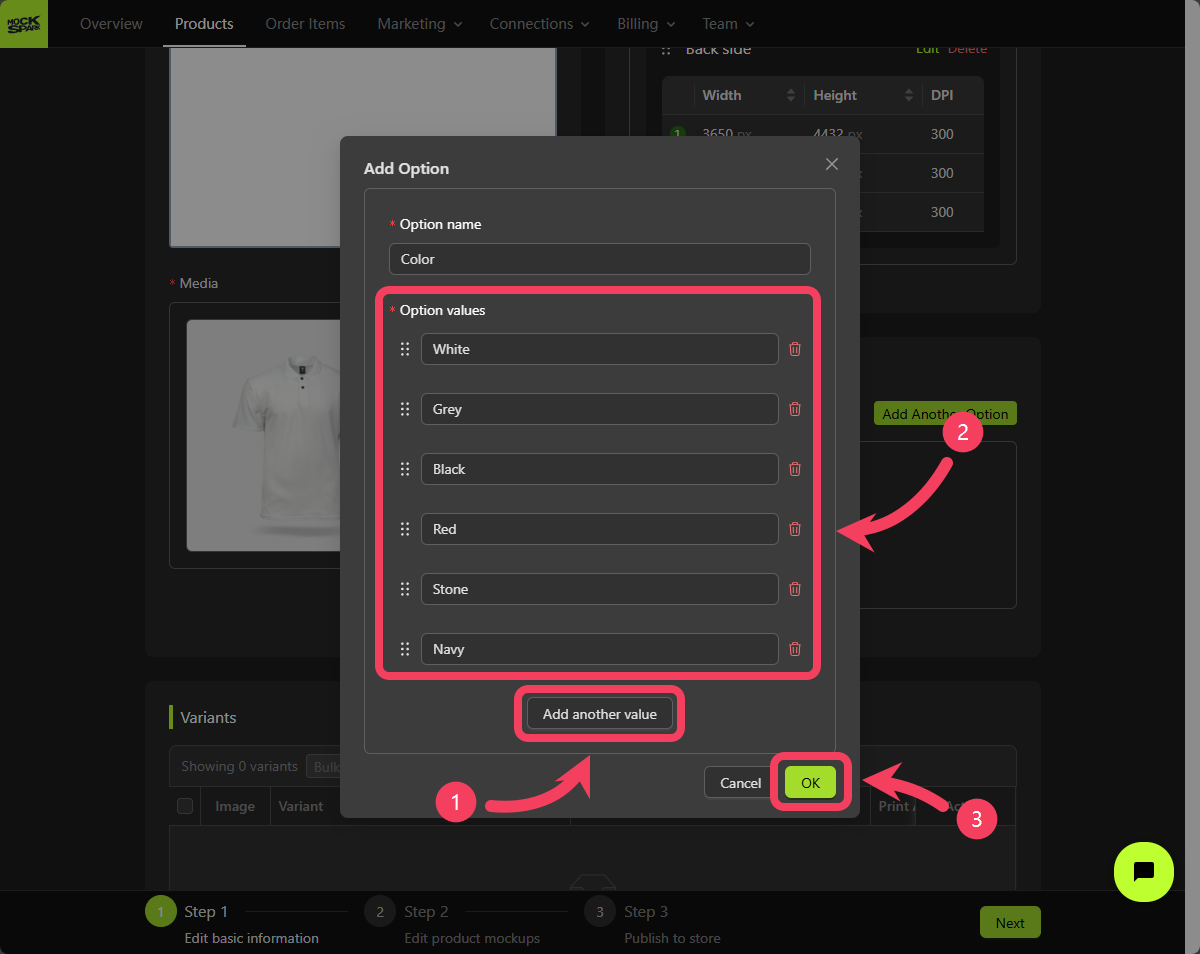 MOCK
SPARK
Overview Products Order Items Marketing Connections Billing Team
Back side Edit Delete
Width Height DPI
1 3650 px 4432 px 300
300
300
* Media
Add Option
* Option name
Color
* Option values
White
Grey
Black
Red
Stone
Navy
Add another value
Cancel OK
Add Another Option
1
2
3
Variants
Showing 0 variants Bulk
Image Variant Print
1 Step 1
Edit basic information
2 Step 2
Edit product mockups
3 Step 3
Publish to store
Next